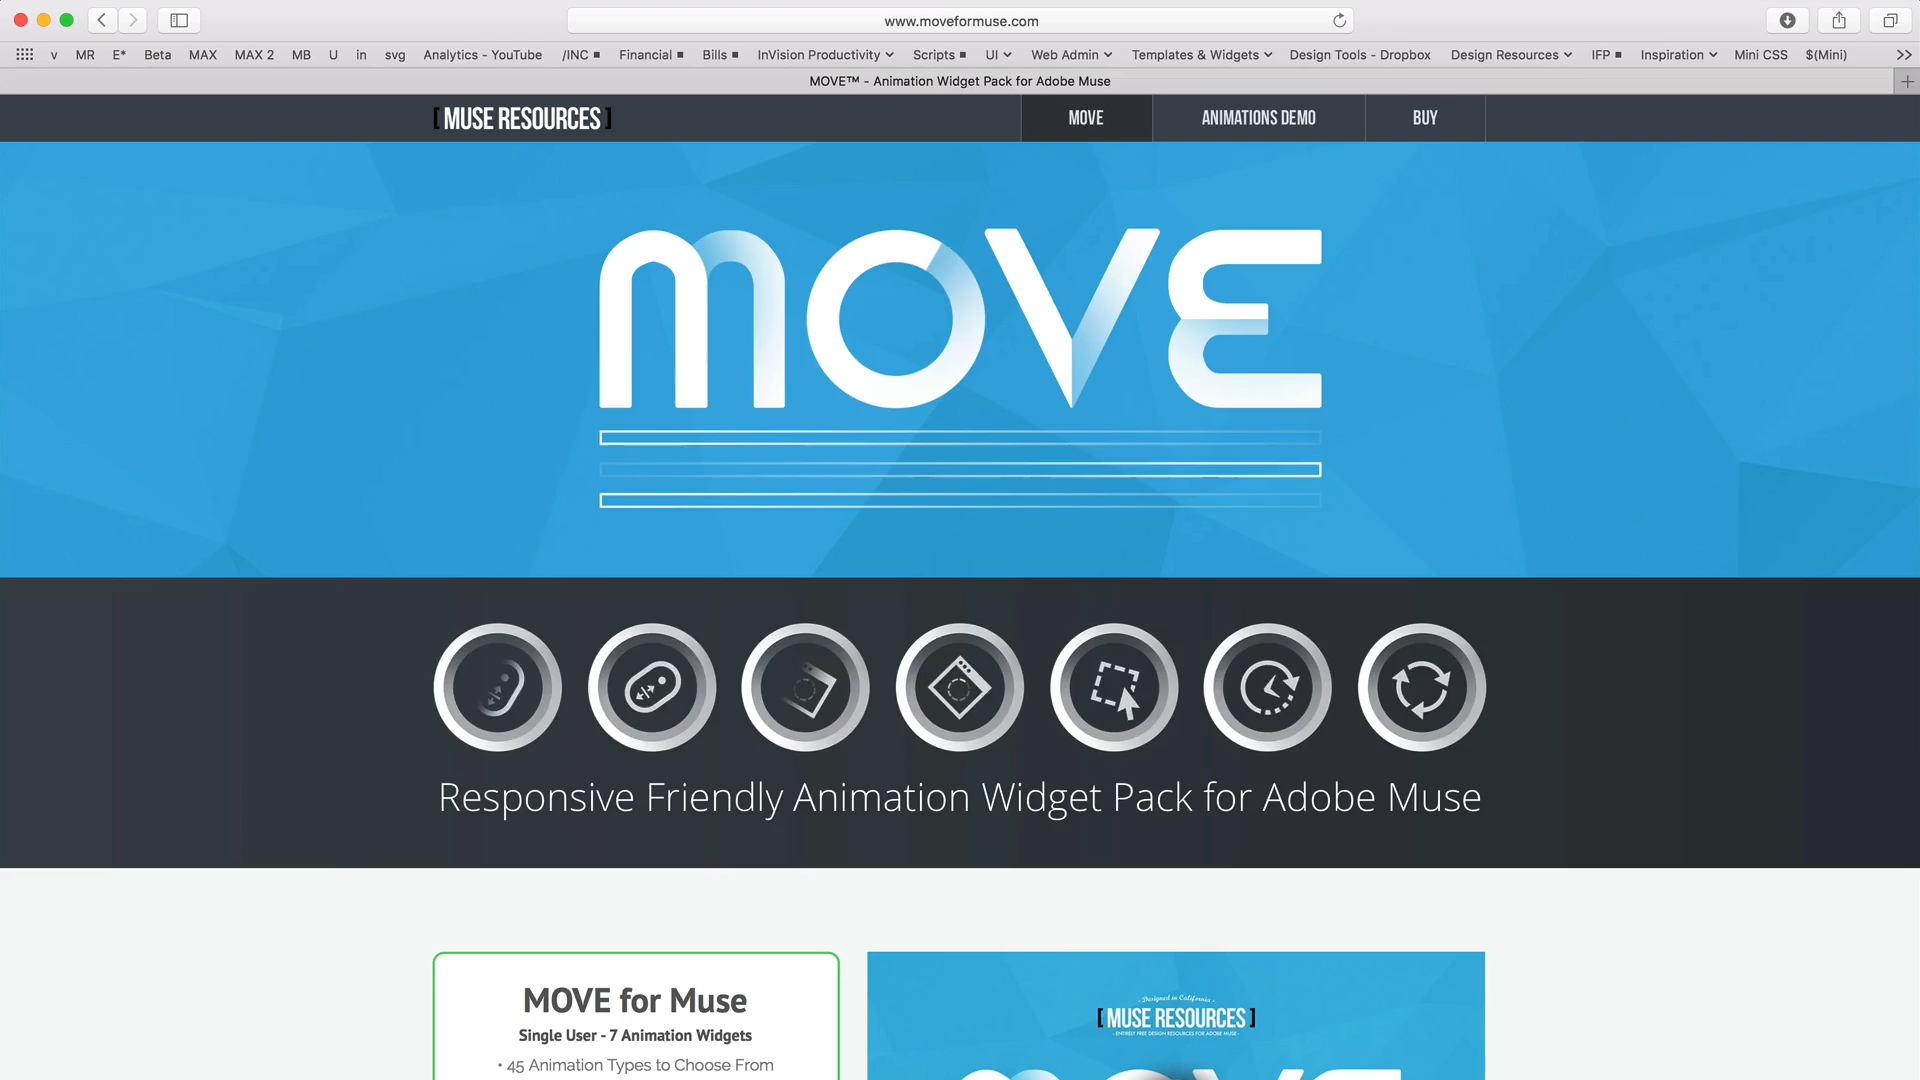 www.moveformuse.com
v MR E* Beta MAX MAX 2 MB U in svg Analytics - YouTube /INC Financial Bills InVision Productivity Scripts UI Web Admin Templates & Widgets Design Tools - Dropbox Design Resources IFP Inspiration Mini CSS $(Mini)
MOVE™ - Animation Widget Pack for Adobe Muse
[ MUSE RESOURCES ] MOVE ANIMATIONS DEMO BUY
MOVE
Responsive Friendly Animation Widget Pack for Adobe Muse
MOVE for Muse
Single User - 7 Animation Widgets
• 45 Animation Types to Choose From
- Designed in California -
[ MUSE RESOURCES ]
- ENTIRELY FREE DESIGN RESOURCES FOR ADOBE MUSE -